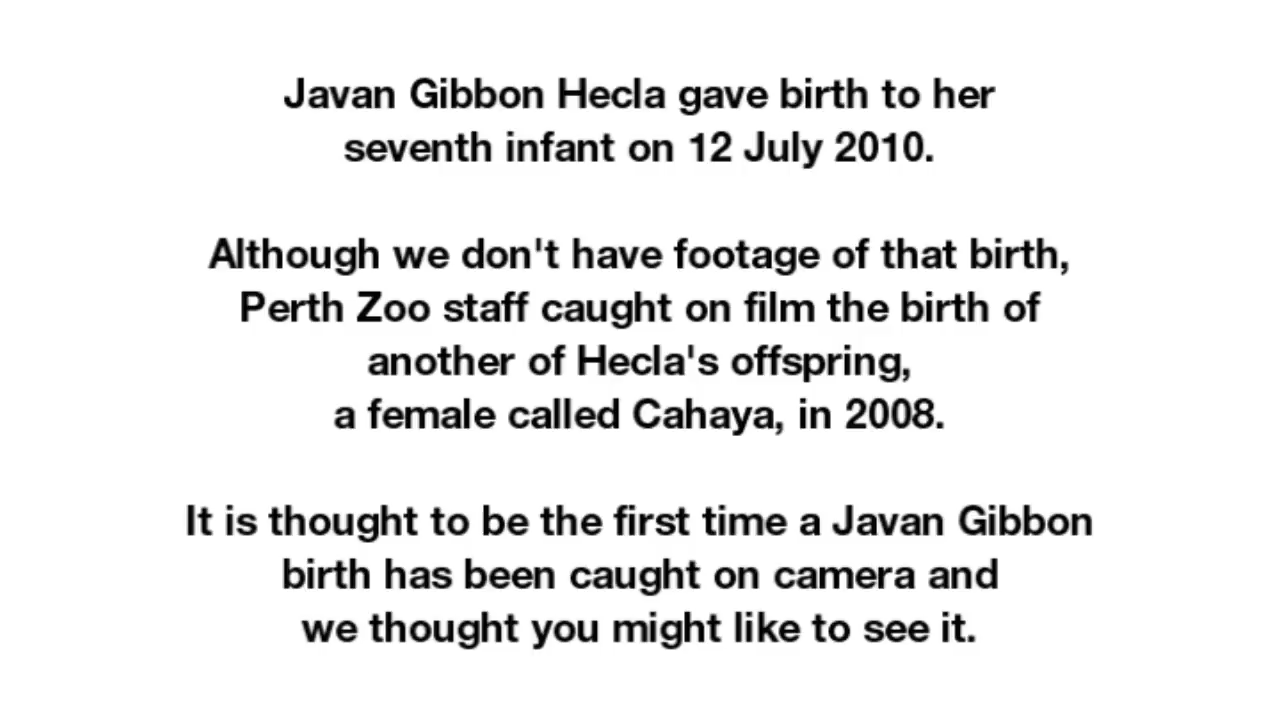 Javan Gibbon Hecla gave birth to her
seventh infant on 12 July 2010.
Although we don't have footage of that birth,
Perth Zoo staff caught on film the birth of
another of Hecla's offspring,
a female called Cahaya, in 2008.
It is thought to be the first time a Javan Gibbon
birth has been caught on camera and
we thought you might like to see it.